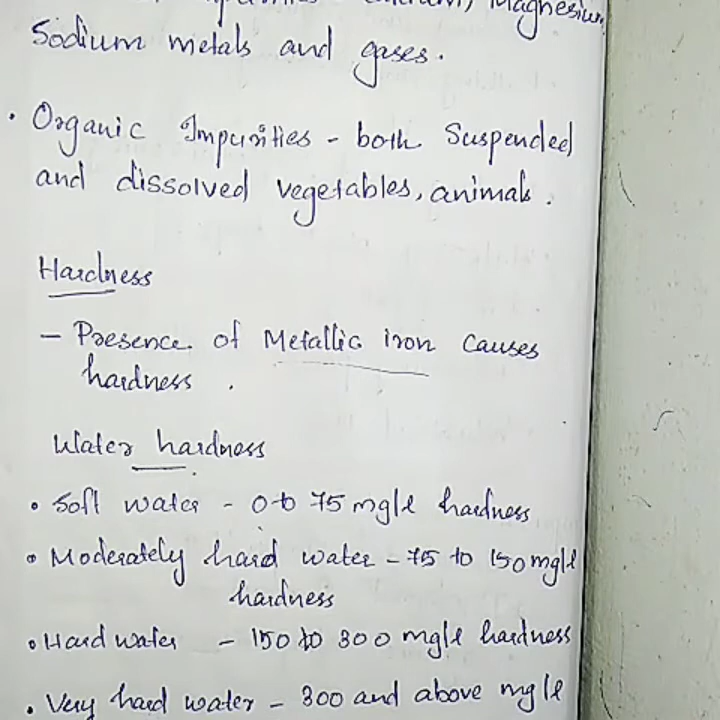 Magnesium
Sodium metals and gases.
• Organic Impurities - both Suspended
and dissolved vegetables, animals.
Hardness
- Presence of Metallic iron causes
hardness.
Water hardness
• Soft water - 0 to 75 mg/l hardness
• Moderately hard water - 75 to 150 mg/l
hardness
• Hard water - 150 to 300 mg/l hardness
• Very hard water - 300 and above mg/l